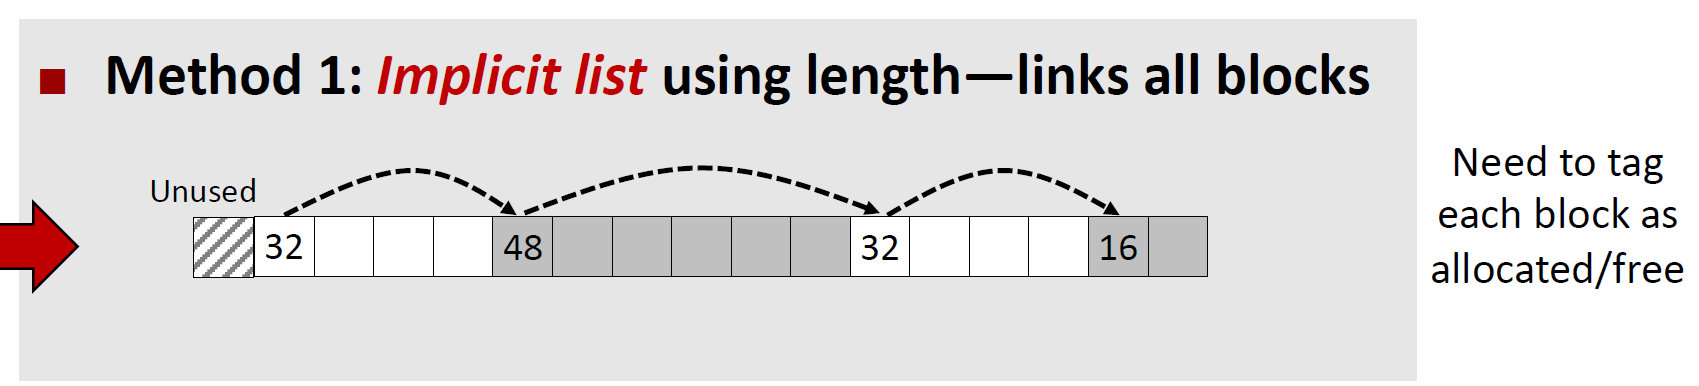 Method 1: Implicit list using length—links all blocks
Unused
32 48 32 16
Need to tag
each block as
allocated/free